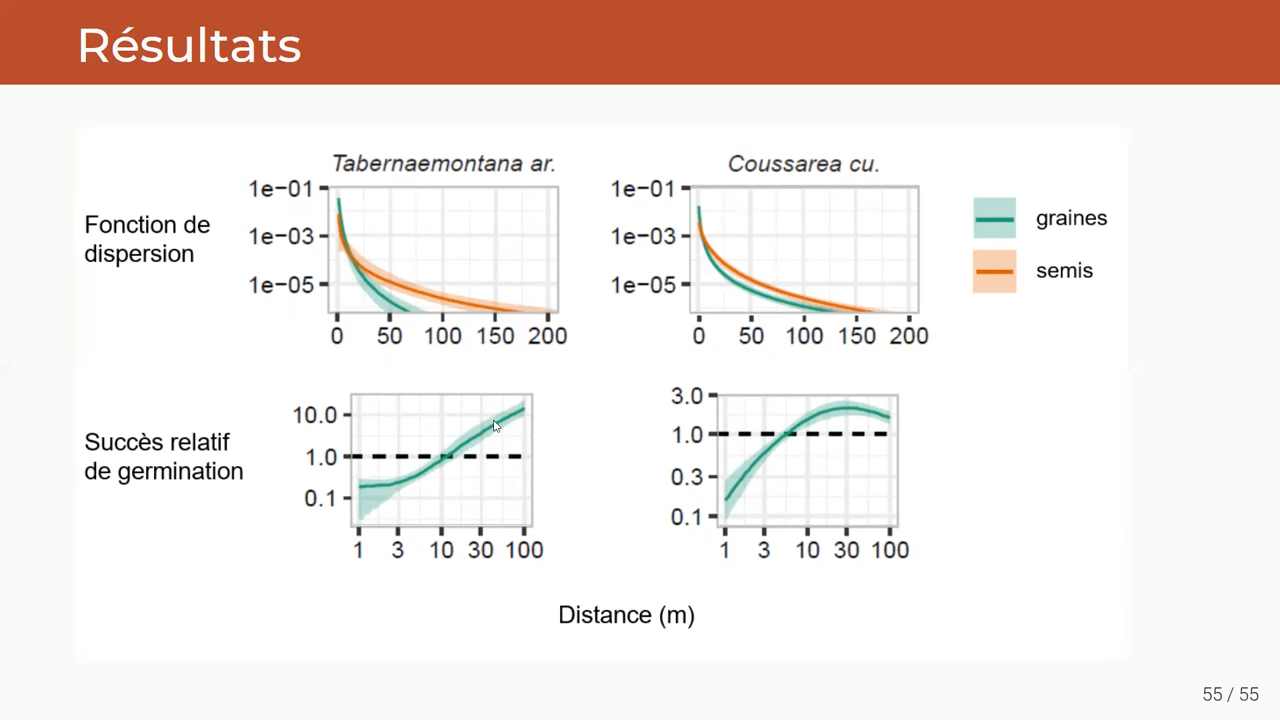 Résultats
Tabernaemontana ar.
Coussarea cu.
Fonction de
dispersion
1e−01
1e−03
1e−05
0 50 100 150 200
1e−01
1e−03
1e−05
0 50 100 150 200
graines
semis
Succès relatif
de germination
10.0
1.0
0.1
1 3 10 30 100
3.0
1.0
0.3
0.1
1 3 10 30 100
Distance (m)
55 / 55